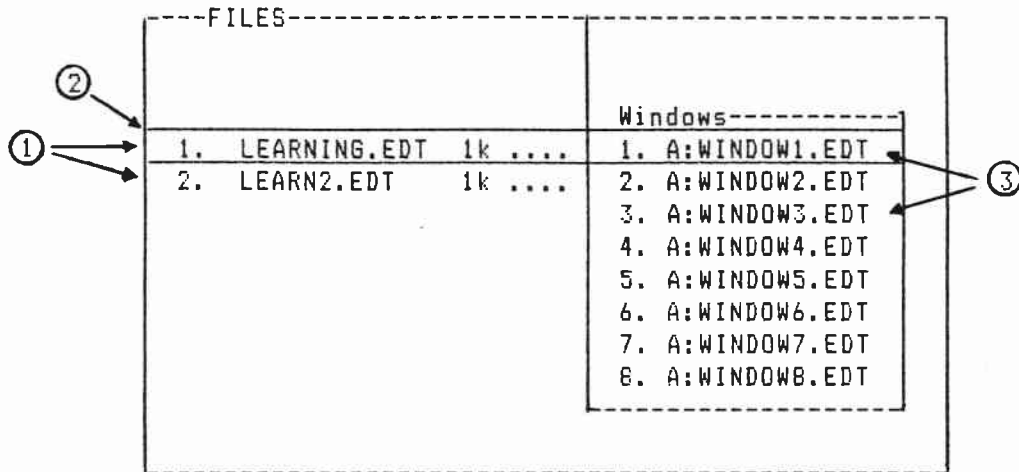 ----FILES----
②
Windows----
① 1. LEARNING.EDT 1k .... 1. A:WINDOW1.EDT
2. LEARN2.EDT 1k .... 2. A:WINDOW2.EDT ③
3. A:WINDOW3.EDT
4. A:WINDOW4.EDT
5. A:WINDOW5.EDT
6. A:WINDOW6.EDT
7. A:WINDOW7.EDT
8. A:WINDOW8.EDT